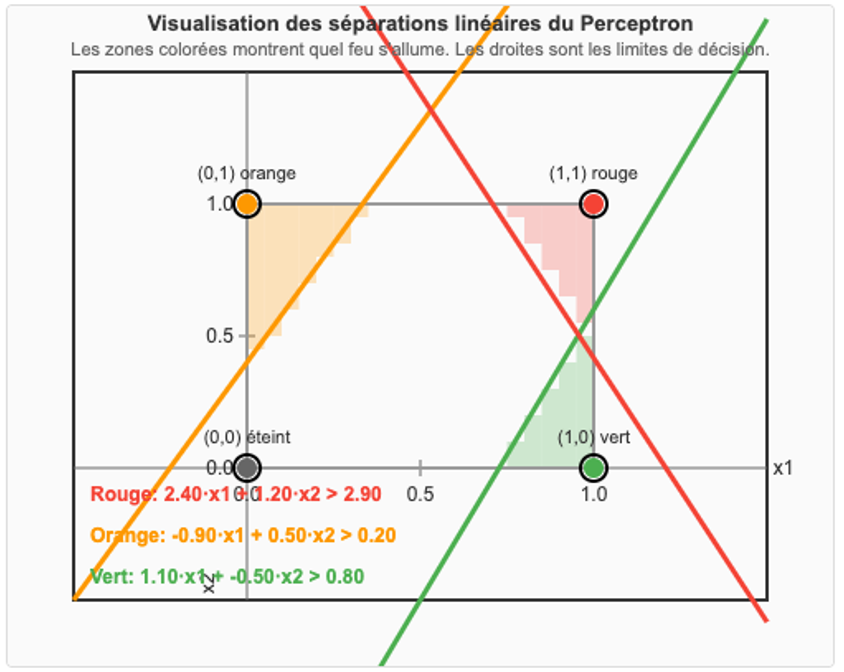 Visualisation des séparations linéaires du Perceptron
Les zones colorées montrent quel feu s'allume. Les droites sont les limites de décision.
(0,1) orange
(1,1) rouge
1.0
0.5
(0,0) éteint
(1,0) vert
0.0
x1
0.0
0.5
1.0
Rouge: 2.40·x1 + 1.20·x2 > 2.90
Orange: -0.90·x1 + 0.50·x2 > 0.20
Vert: 1.10·x1 + -0.50·x2 > 0.80
x2